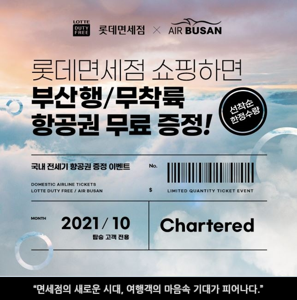 LOTTE DUTY FREE 롯데면세점 × AIR BUSAN
롯데면세점 쇼핑하면
부산행/무착륙
항공권 무료 증정!
선착순
한정수량
국내 전세기 항공권 증정 이벤트 No.
DOMESTIC AIRLINE TICKETS
LOTTE DUTY FREE / AIR BUSAN $ LIMITED QUANTITY TICKET EVENT
MONTH 2021 / 10 Chartered
탑승 고객 전용
"면세점의 새로운 시대, 여행객의 마음속 기대가 피어나다."